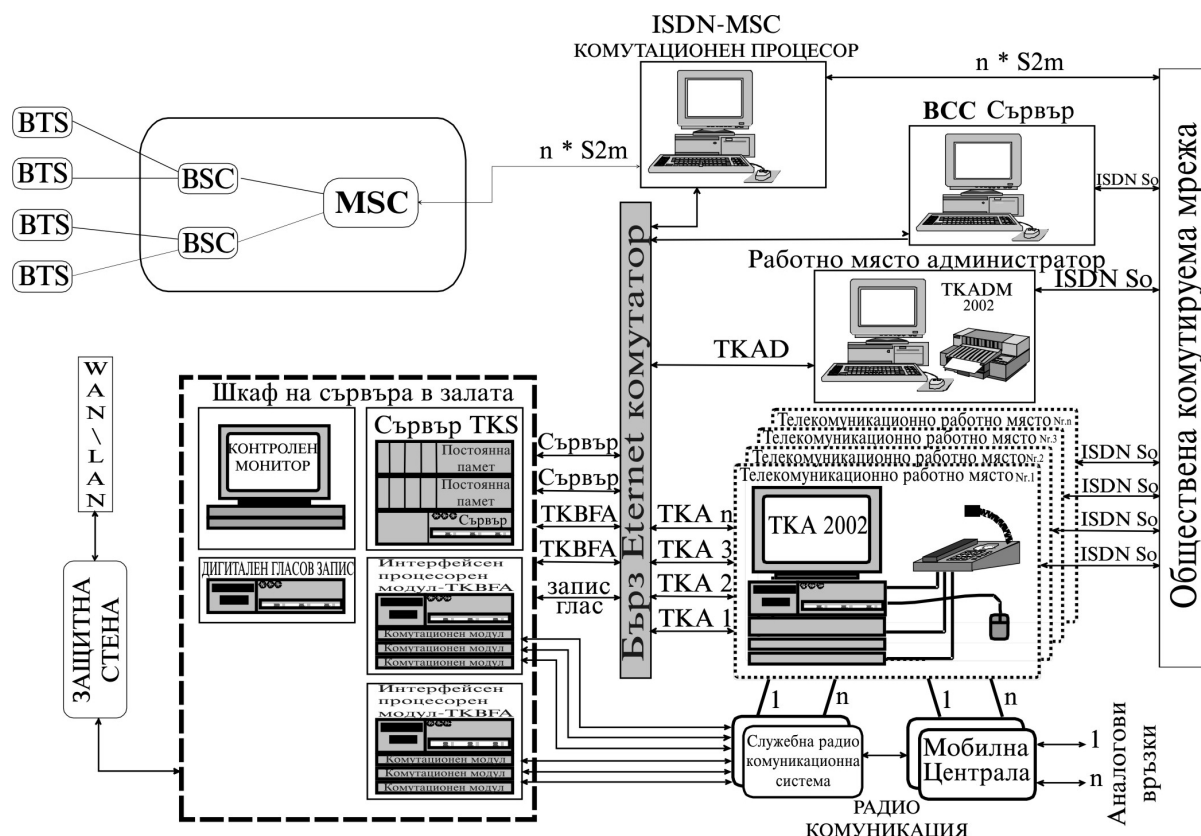 ISDN-MSC
КОМУТАЦИОНЕН ПРОЦЕСОР
n * S2m
BCC Сървър
BTS
BTS
BTS
BTS
BSC
BSC
MSC
n * S2m
ISDN So
Работно място администратор
TKADM
2002
ISDN So
TKAD
Обществена комутируема мрежа
Бърз Eternet комутатор
WAN\LAN
ЗАЩИТНА
СТЕНА
Шкаф на сървъра в залата
КОНТРОЛЕН
МОНИТОР
Сървър TKS
Постоянна
памет
Постоянна
памет
Сървър
ДИГИТАЛЕН ГЛАСОВ ЗАПИС
Интерфейсен
процесорен
модул-TKBFA
Комутационен модул
Комутационен модул
Комутационен модул
Интерфейсен
процесорен
модул-TKBFA
Комутационен модул
Комутационен модул
Комутационен модул
Сървър
Сървър
TKBFA
TKBFA
запис
глас
TKA n
TKA 3
TKA 2
TKA 1
Телекомуникационно работно място Nr.n
Телекомуникационно работно място Nr.3
Телекомуникационно работно място Nr.2
Телекомуникационно работно място Nr.1
TKA 2002
ISDN So
ISDN So
ISDN So
ISDN So
1
n
1
n
Служебна радио
комуникационна
система
Мобилна
Централа
1
n
Аналогови
връзки
РАДИО
КОМУНИКАЦИЯ